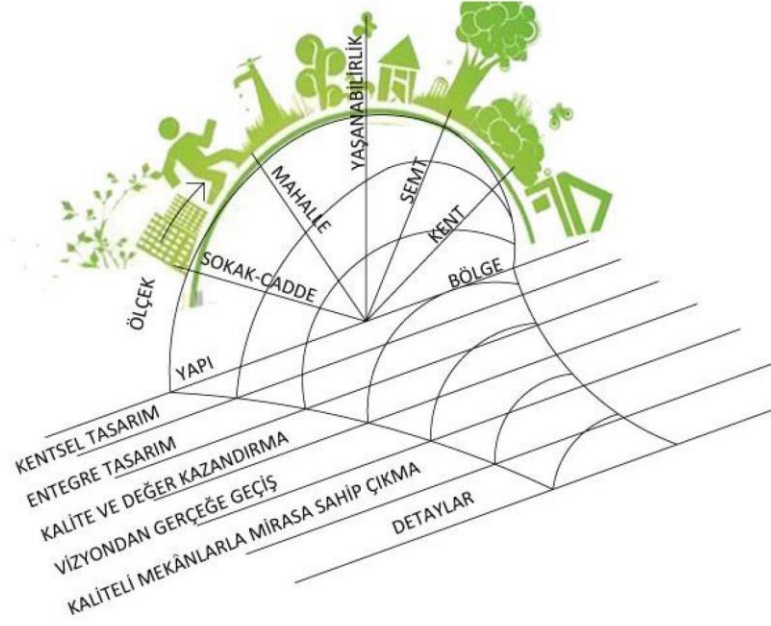 YAŞANABİLİRLİK
MAHALLE
SEMT
KENT
SOKAK-CADDE
BÖLGE
ÖLÇEK
YAPI
KENTSEL TASARIM
ENTEGRE TASARIM
KALİTE VE DEĞER KAZANDIRMA
VİZYONDAN GERÇEĞE GEÇİŞ
KALİTELİ MEKÂNLARLA MİRASA SAHİP ÇIKMA
DETAYLAR